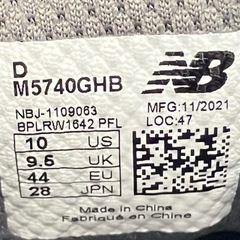 D
M5740GHB
NB
NBJ-1109063
BPLRW1642 PFL
MFG:11/2021
LOC:47
10 US
9.5 UK
44 EU
28 JPN
Made in China
Fabriqué en Chine